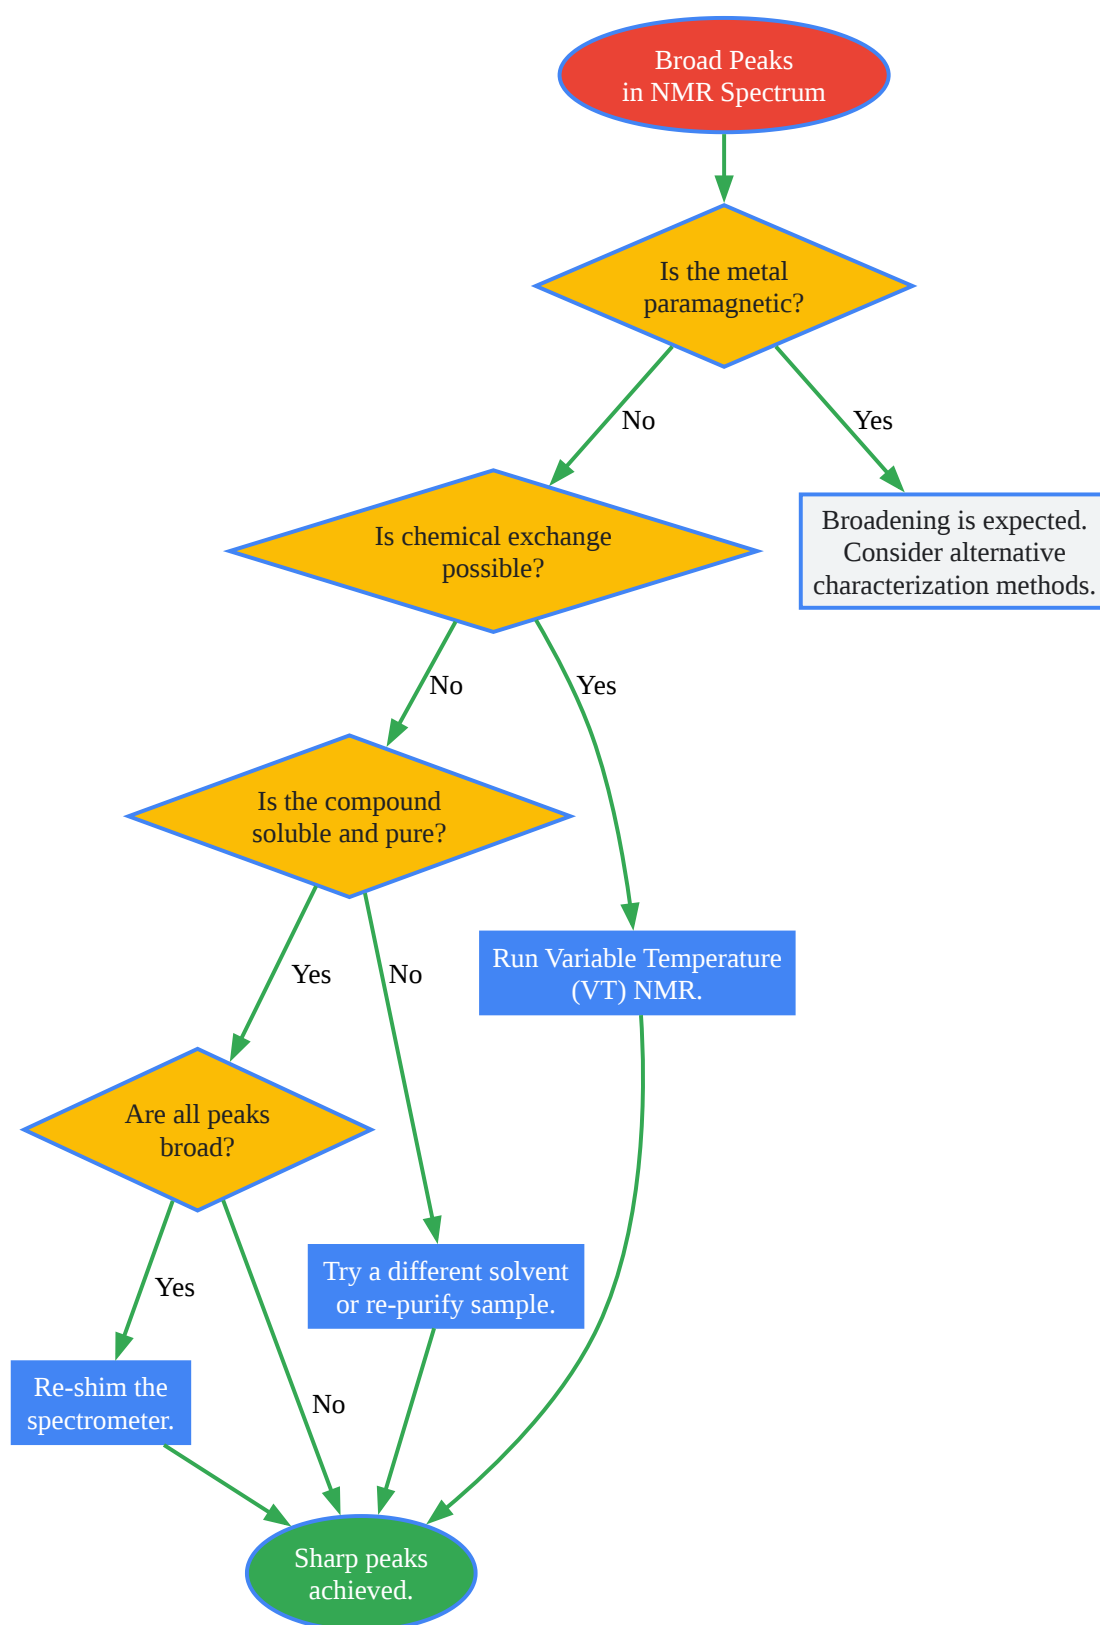 Broad Peaks
in NMR Spectrum
Is the metal
paramagnetic?
No
Yes
Is chemical exchange
possible?
Broadening is expected.
Consider alternative
characterization methods.
No
Yes
Is the compound
soluble and pure?
Yes
No
Run Variable Temperature
(VT) NMR.
Are all peaks
broad?
Yes
No
Try a different solvent
or re-purify sample.
Re-shim the
spectrometer.
Sharp peaks
achieved.